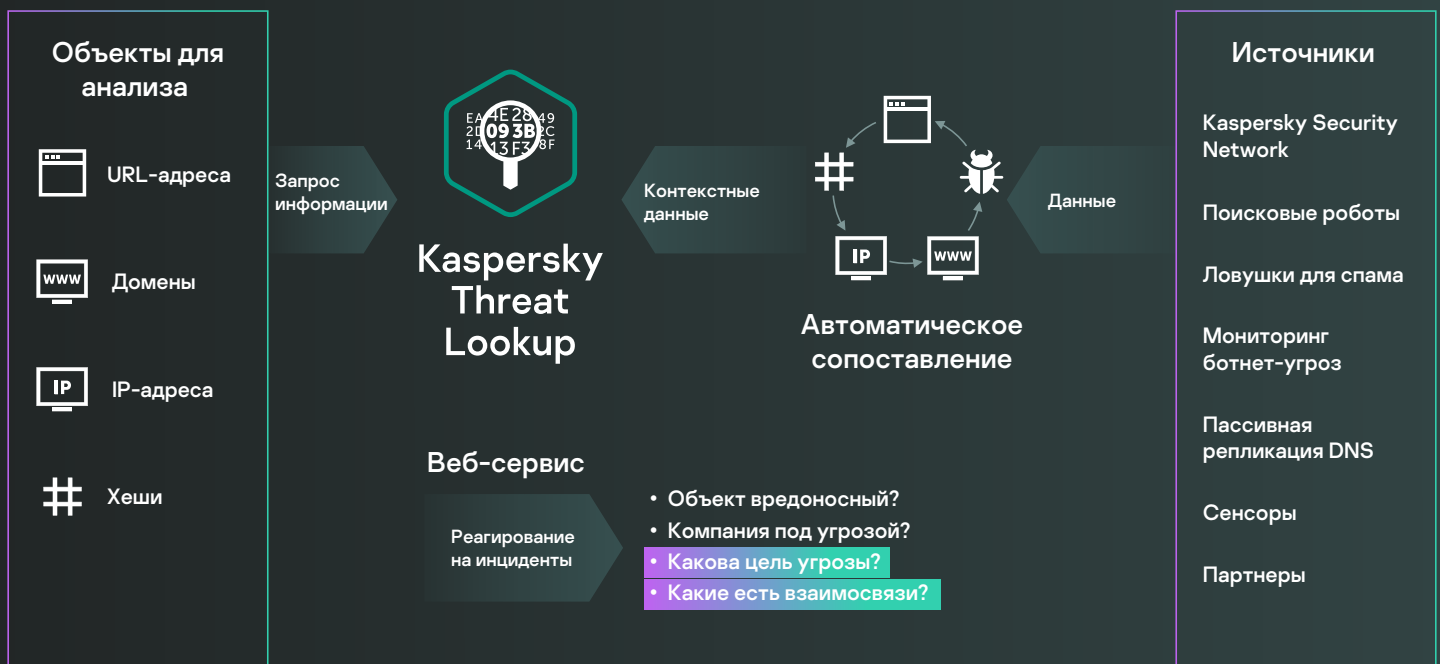 Объекты для
анализа
URL-адреса
www
Домены
IP
IP-адреса
Хеши
Запрос
информации
4E 28
EA 49
2D 09 3B 2C
14 8F
13 F3
Kaspersky
Threat
Lookup
Контекстные
данные
IP
www
Автоматическое
сопоставление
Данные
Веб-сервис
Реагирование
на инциденты
• Объект вредоносный?
• Компания под угрозой?
• Какова цель угрозы?
• Какие есть взаимосвязи?
Источники
Kaspersky Security
Network
Поисковые роботы
Ловушки для спама
Мониторинг
ботнет-угроз
Пассивная
репликация DNS
Сенсоры
Партнеры